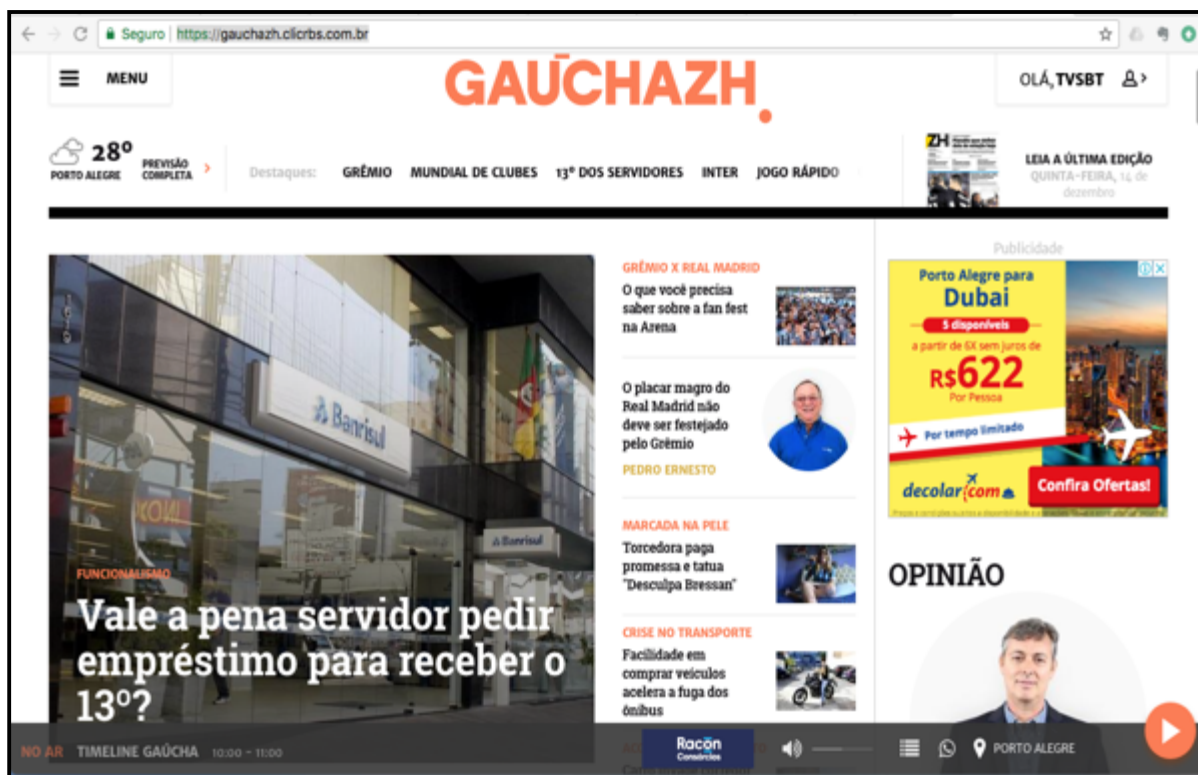 Seguro | https://gauchazh.clicrbs.com.br
MENU
GAÚCHAZH.
OLÁ, TVSBT
28º
PORTO ALEGRE
PREVISÃO
COMPLETA
Destaques:
GRÊMIO
MUNDIAL DE CLUBES
13º DOS SERVIDORES
INTER
JOGO RÁPIDO
ZH
LEIA A ÚLTIMA EDIÇÃO
QUINTA-FEIRA, 14 de
dezembro
Banrisul
Banrisul
FUNCIONALISMO
Vale a pena servidor pedir
empréstimo para receber o
13º?
GRÊMIO X REAL MADRID
O que você precisa
saber sobre a fan fest
na Arena
O placar magro do
Real Madrid não
deve ser festejado
pelo Grêmio
PEDRO ERNESTO
MARCADA NA PELE
Torcedora paga
promessa e tatua
"Desculpa Bressan"
CRISE NO TRANSPORTE
Facilidade em
comprar veículos
acelera a fuga dos
ônibus
Publicidade
Porto Alegre para
Dubai
5 disponíveis
a partir de 6X sem juros de
R$622
Por Pessoa
Por tempo limitado
decolar.com
Confira Ofertas!
OPINIÃO
NO AR
TIMELINE GAÚCHA
10:00 - 11:00
Racon
Consórcios
PORTO ALEGRE